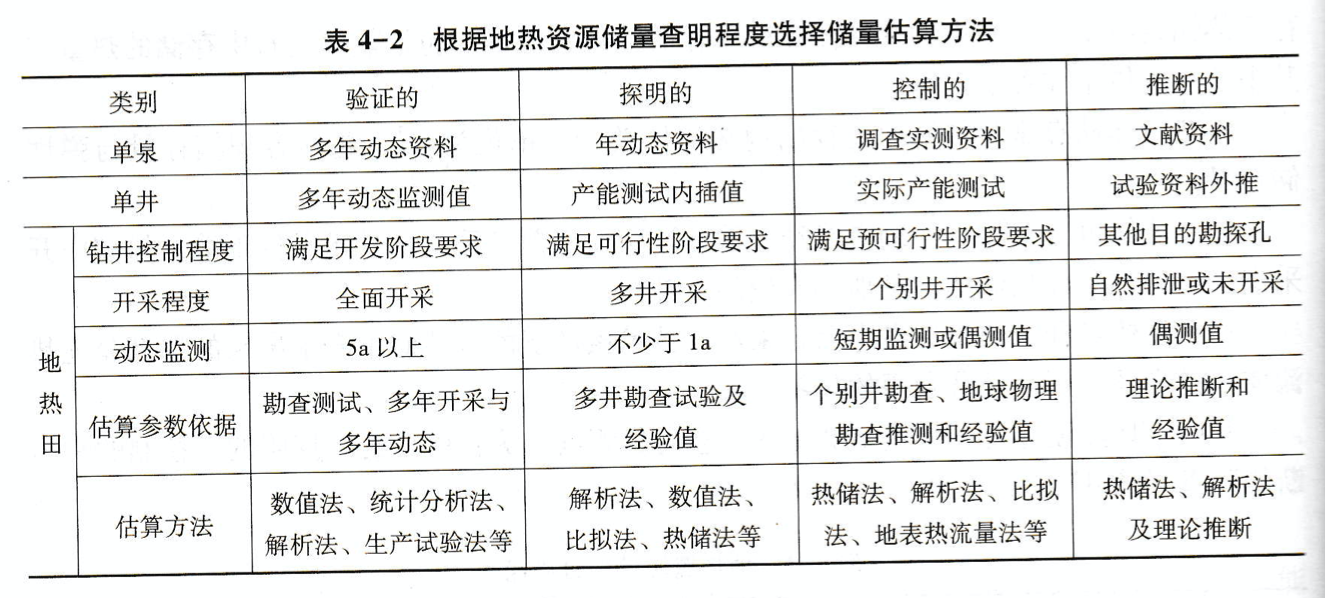 表 4-2 根据地热资源储量查明程度选择储量估算方法
类别 验证的 探明的 控制的 推断的
单泉 多年动态资料 年动态资料 调查实测资料 文献资料
单井 多年动态监测值 产能测试内插值 实际产能测试 试验资料外推
地热田
钻井控制程度 满足开发阶段要求 满足可行性阶段要求 满足预可行性阶段要求 其他目的勘探孔
开采程度 全面开采 多井开采 个别井开采 自然排泄或未开采
动态监测 5a 以上 不少于 1a 短期监测或偶测值 偶测值
估算参数依据 勘查测试、多年开采与 多井勘查试验及 个别井勘查、地球物理 理论推断和
多年动态 经验值 勘查推测和经验值 经验值
估算方法 数值法、统计分析法、 解析法、数值法、 热储法、解析法、比拟 热储法、解析法
解析法、生产试验法等 比拟法、热储法等 法、地表热流量法等 及理论推断